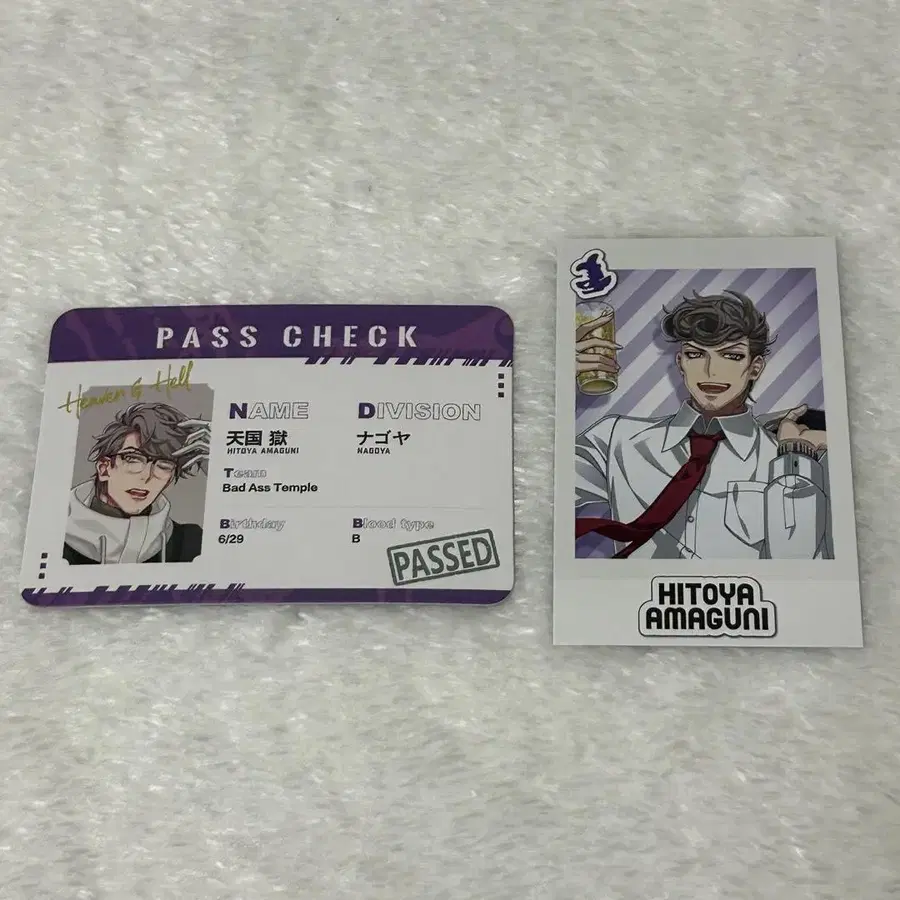 PASS CHECK
Heaven & Hell
NAME
天国 獄
HITOYA AMAGUNI
DIVISION
ナゴヤ
NAGOYA
Team
Bad Ass Temple
Birthday
6/29
Blood type
B
PASSED
HITOYA
AMAGUNI